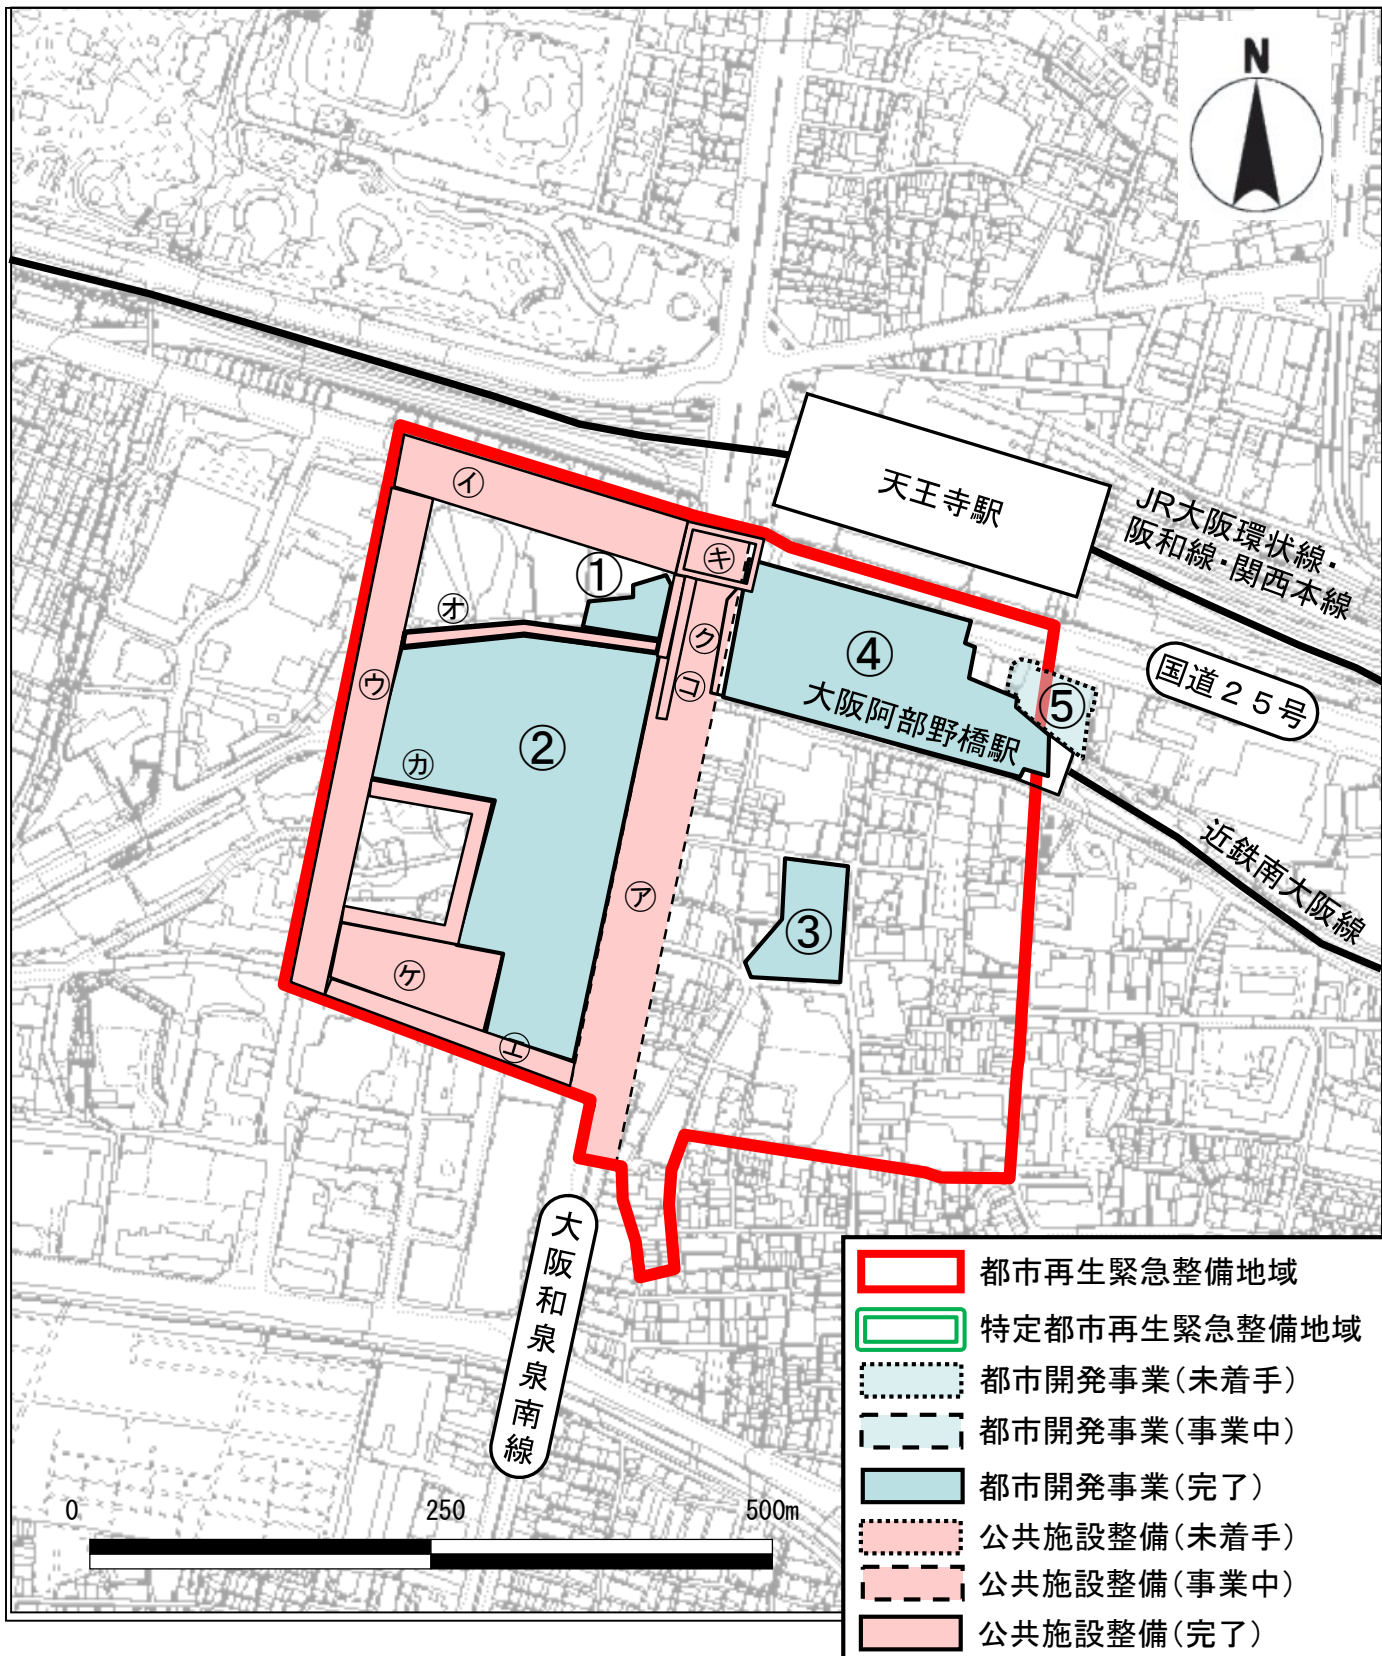 N
天王寺駅
JR大阪環状線・
阪和線・関西本線
国道25号
㋑
㋖
①
㋔
㋗
㋙
④
大阪阿部野橋駅
⑤
㋒
②
㋕
近鉄南大阪線
㋐
③
㋘
㋓
大阪和泉泉南線
0 250 500m
都市再生緊急整備地域
特定都市再生緊急整備地域
都市開発事業(未着手)
都市開発事業(事業中)
都市開発事業(完了)
公共施設整備(未着手)
公共施設整備(事業中)
公共施設整備(完了)